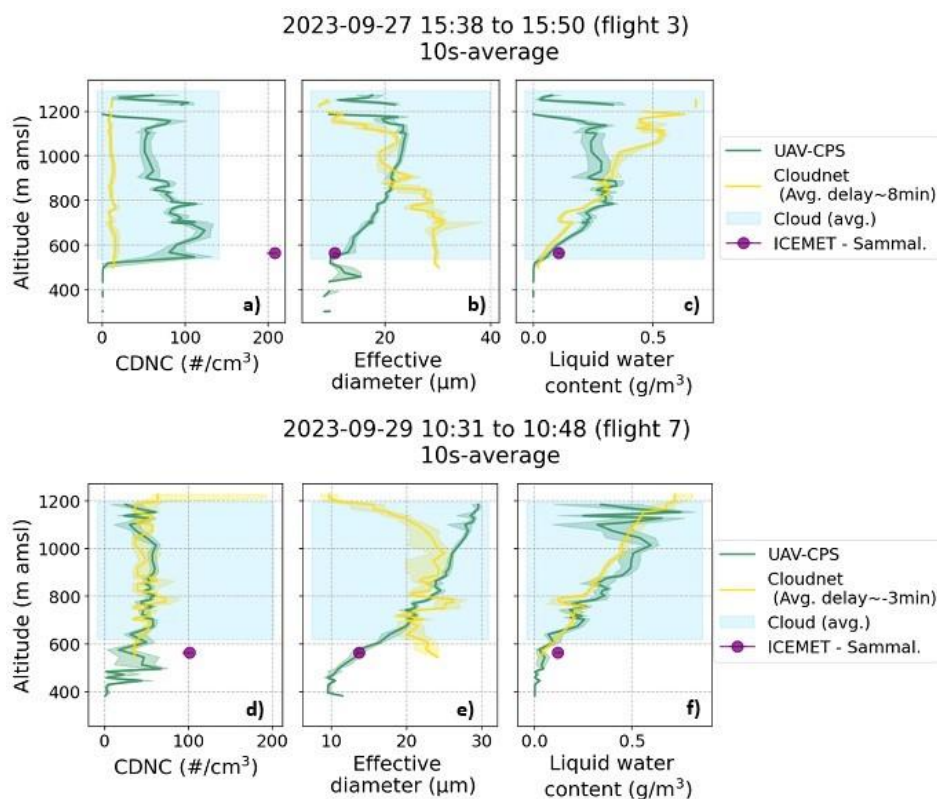 2023-09-27 15:38 to 15:50 (flight 3)
10s-average
Altitude (m amsl)
1200
1000
800
600
400
a)
b)
c)
0
100
200
20
40
0.0
0.5
CDNC (#/cm³)
Effective
diameter (μm)
Liquid water
content (g/m³)
UAV-CPS
Cloudnet
(Avg. delay~8min)
Cloud (avg.)
ICEMET - Sammal.
2023-09-29 10:31 to 10:48 (flight 7)
10s-average
Altitude (m amsl)
1200
1000
800
600
400
d)
e)
f)
0
100
200
10
20
30
0.0
0.5
CDNC (#/cm³)
Effective
diameter (μm)
Liquid water
content (g/m³)
UAV-CPS
Cloudnet
(Avg. delay~-3min)
Cloud (avg.)
ICEMET - Sammal.